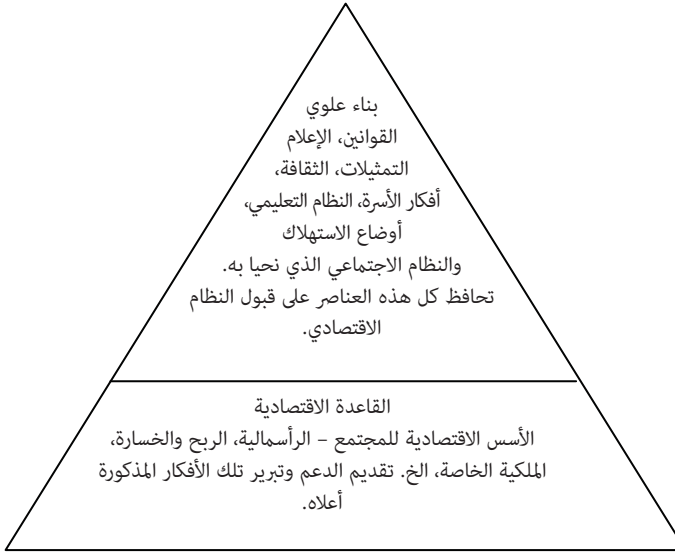 بناء علوي
القوانين، الإعلام
التمثيلات، الثقافة،
أفكار الأسرة، النظام التعليمي،
أوضاع الاستهلاك
والنظام الاجتماعي الذي نحيا به.
تحافظ كل هذه العناصر على قبول النظام
الاقتصادي.
القاعدة الاقتصادية
الأسس الاقتصادية للمجتمع – الرأسمالية، الربح والخسارة،
الملكية الخاصة، الخ. تقديم الدعم وتبرير تلك الأفكار المذكورة
أعلاه.